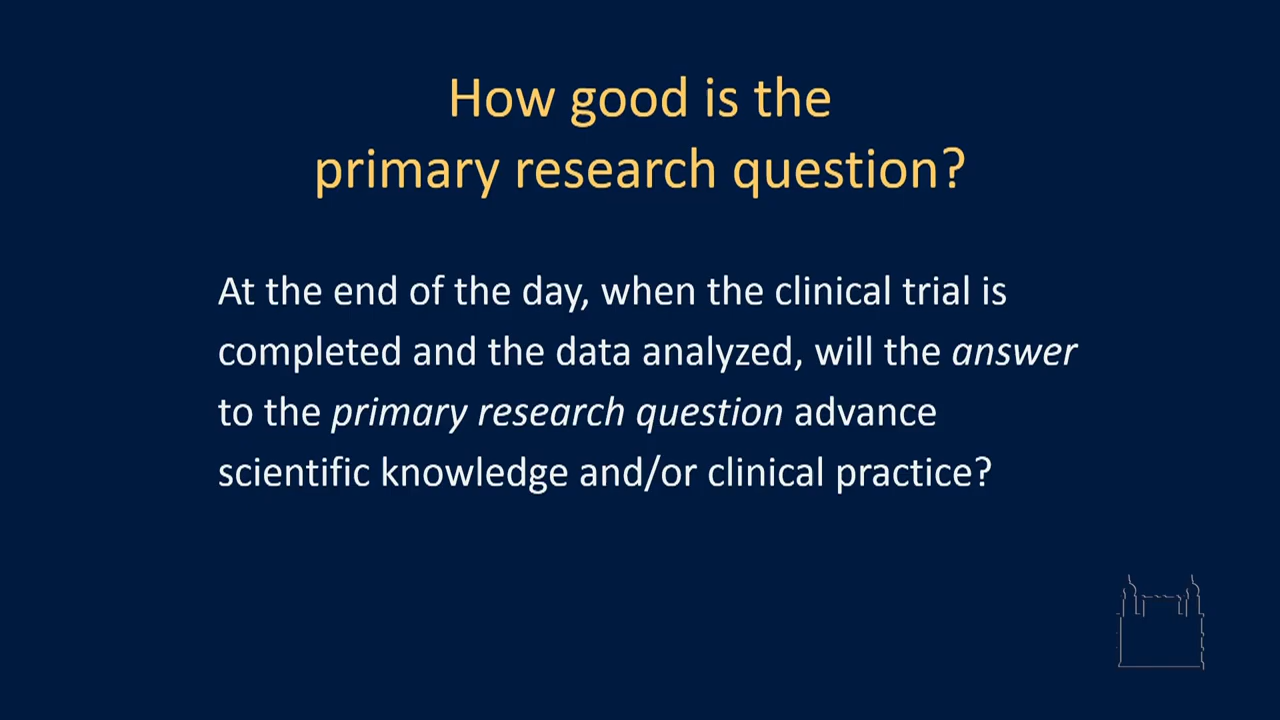 How good is the
primary research question?
At the end of the day, when the clinical trial is
completed and the data analyzed, will the answer
to the primary research question advance
scientific knowledge and/or clinical practice?